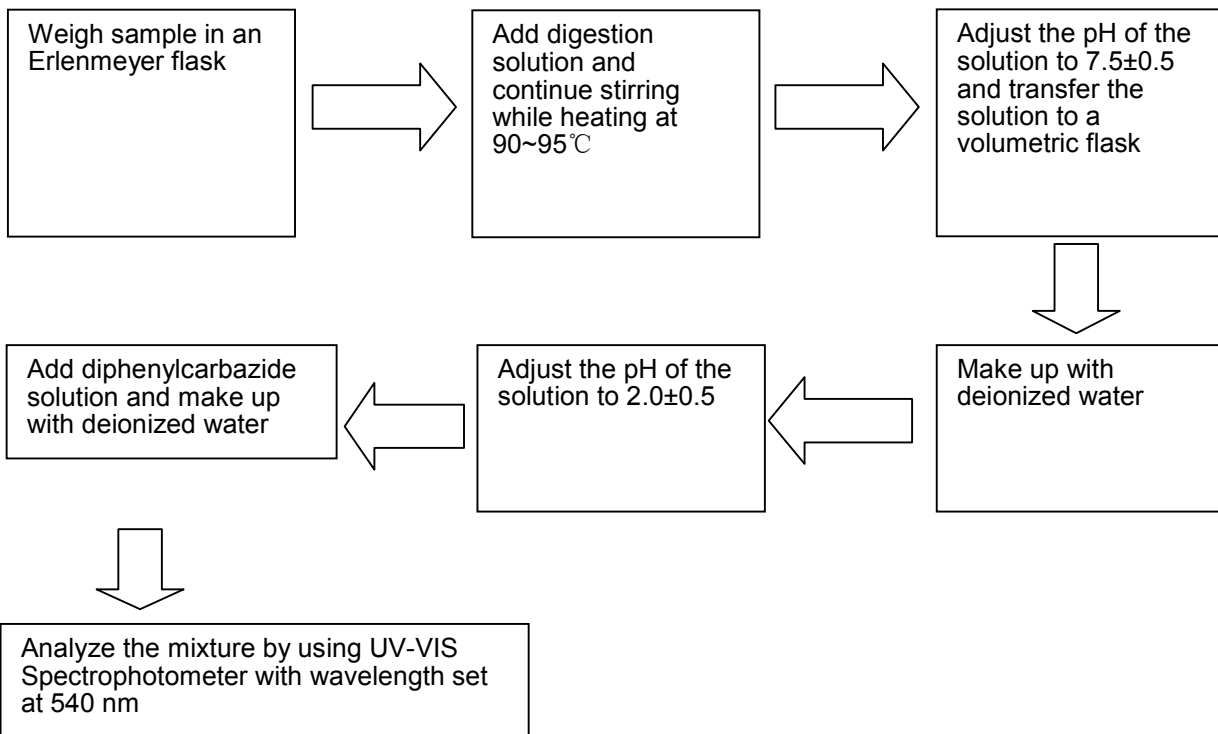 Weigh sample in an
Erlenmeyer flask
Add digestion
solution and
continue stirring
while heating at
90~95℃
Adjust the pH of the
solution to 7.5±0.5
and transfer the
solution to a
volumetric flask
Make up with
deionized water
Adjust the pH of the
solution to 2.0±0.5
Add diphenylcarbazide
solution and make up
with deionized water
Analyze the mixture by using UV-VIS
Spectrophotometer with wavelength set
at 540 nm